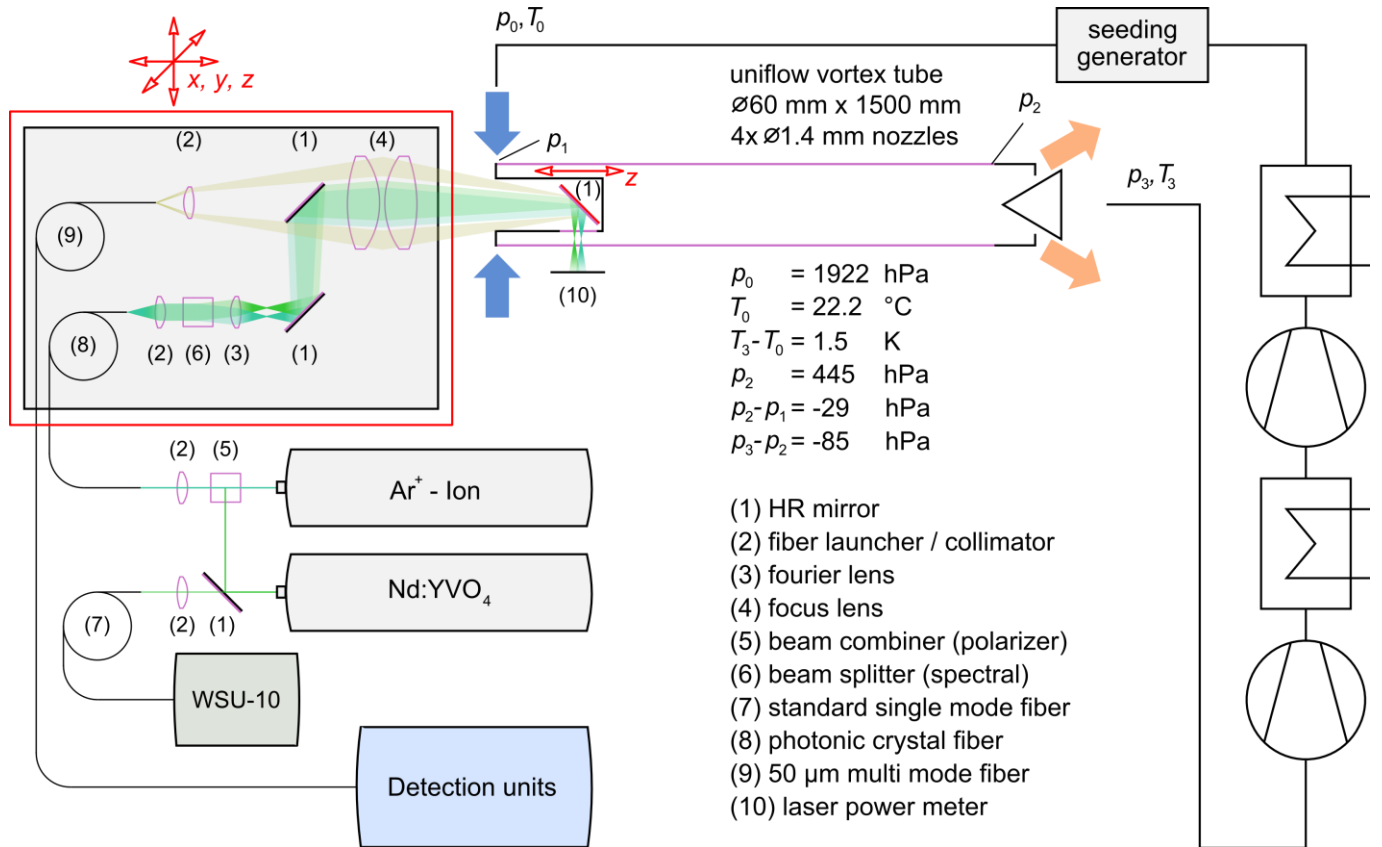 p0, T0
seeding
generator
x, y, z
uniflow vortex tube
Ø60 mm x 1500 mm
4x Ø1.4 mm nozzles
p2
(2)
(1)
(4)
p1
z
(1)
p3, T3
(9)
(10)
(8)
(2)
(6)
(3)
(1)
p0 = 1922 hPa
T0 = 22.2 °C
T3-T0 = 1.5 K
p2 = 445 hPa
p2-p1 = -29 hPa
p3-p2 = -85 hPa
(2)
(5)
Ar+ - Ion
Nd:YVO4
(7)
(2)
(1)
WSU-10
Detection units
(1) HR mirror
(2) fiber launcher / collimator
(3) fourier lens
(4) focus lens
(5) beam combiner (polarizer)
(6) beam splitter (spectral)
(7) standard single mode fiber
(8) photonic crystal fiber
(9) 50 µm multi mode fiber
(10) laser power meter